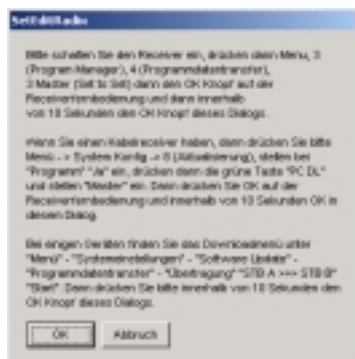 SetEditRadix
Bitte schalten Sie den Receiver ein, drücken dann Menu, 3
(Program Manager), 4 (Programmdatentransfer),
3 Master (Set to Set) dann den OK Knopf auf der
Receiverfernbedienung und dann innerhalb
von 10 Sekunden den OK Knopf dieses Dialogs.
Wenn Sie einen Kabelreceiver haben, dann drücken Sie bitte
Menü - > System Konfig -> 8 (Aktualisierung), stellen bei
"Programm" "Ja" ein, drücken dann die grüne Taste "PC DL"
und stellen "Master" ein. Dann drücken Sie OK auf der
Receiverfernbedienung und innerhalb von 10 Sekunden OK in
diesem Dialog.
Bei einigen Geräten finden Sie das Downloadmenü unter
"Menü" - "Systemeinstellungen" - "Software Update" -
"Programmdatentransfer" - "Übertragung" "STB A >>> STB B"
"Start". Dann drücken Sie bitte innerhalb von 10 Sekunden den
OK Knopf dieses Dialogs.
OK
Abbruch